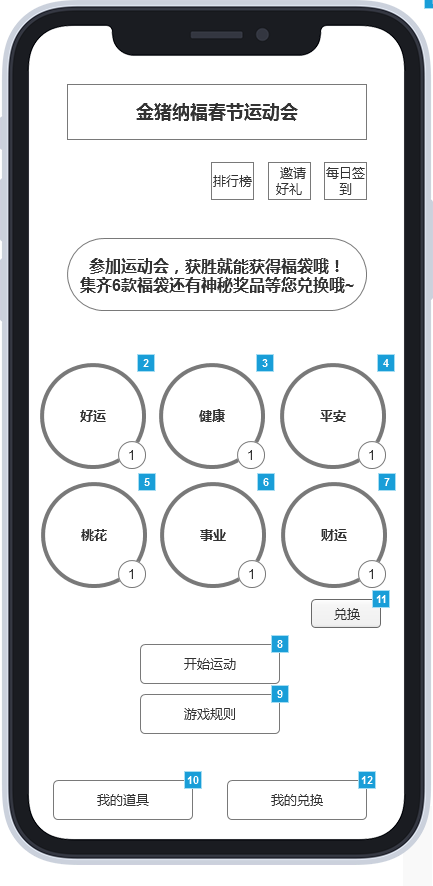 金猪纳福春节运动会
排行榜
邀请
好礼
每日签
到
参加运动会，获胜就能获得福袋哦！
集齐6款福袋还有神秘奖品等您兑换哦~
2
3
4
好运
健康
平安
1
1
1
5
6
7
桃花
事业
财运
1
1
1
11
兑换
8
开始运动
9
游戏规则
10
12
我的道具
我的兑换